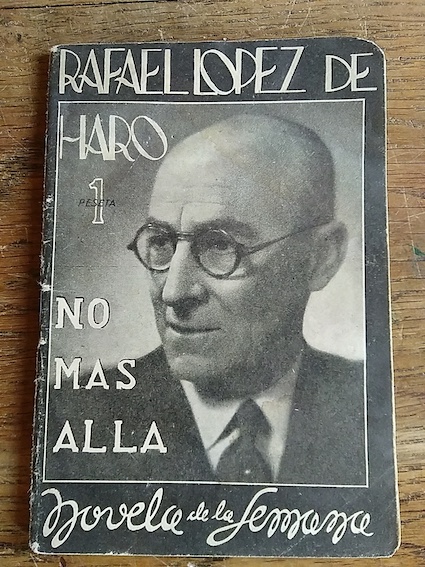 RAFAEL LOPEZ DE
HARO
1
PESETA
NO
MAS
ALLA
Novela de la Semana